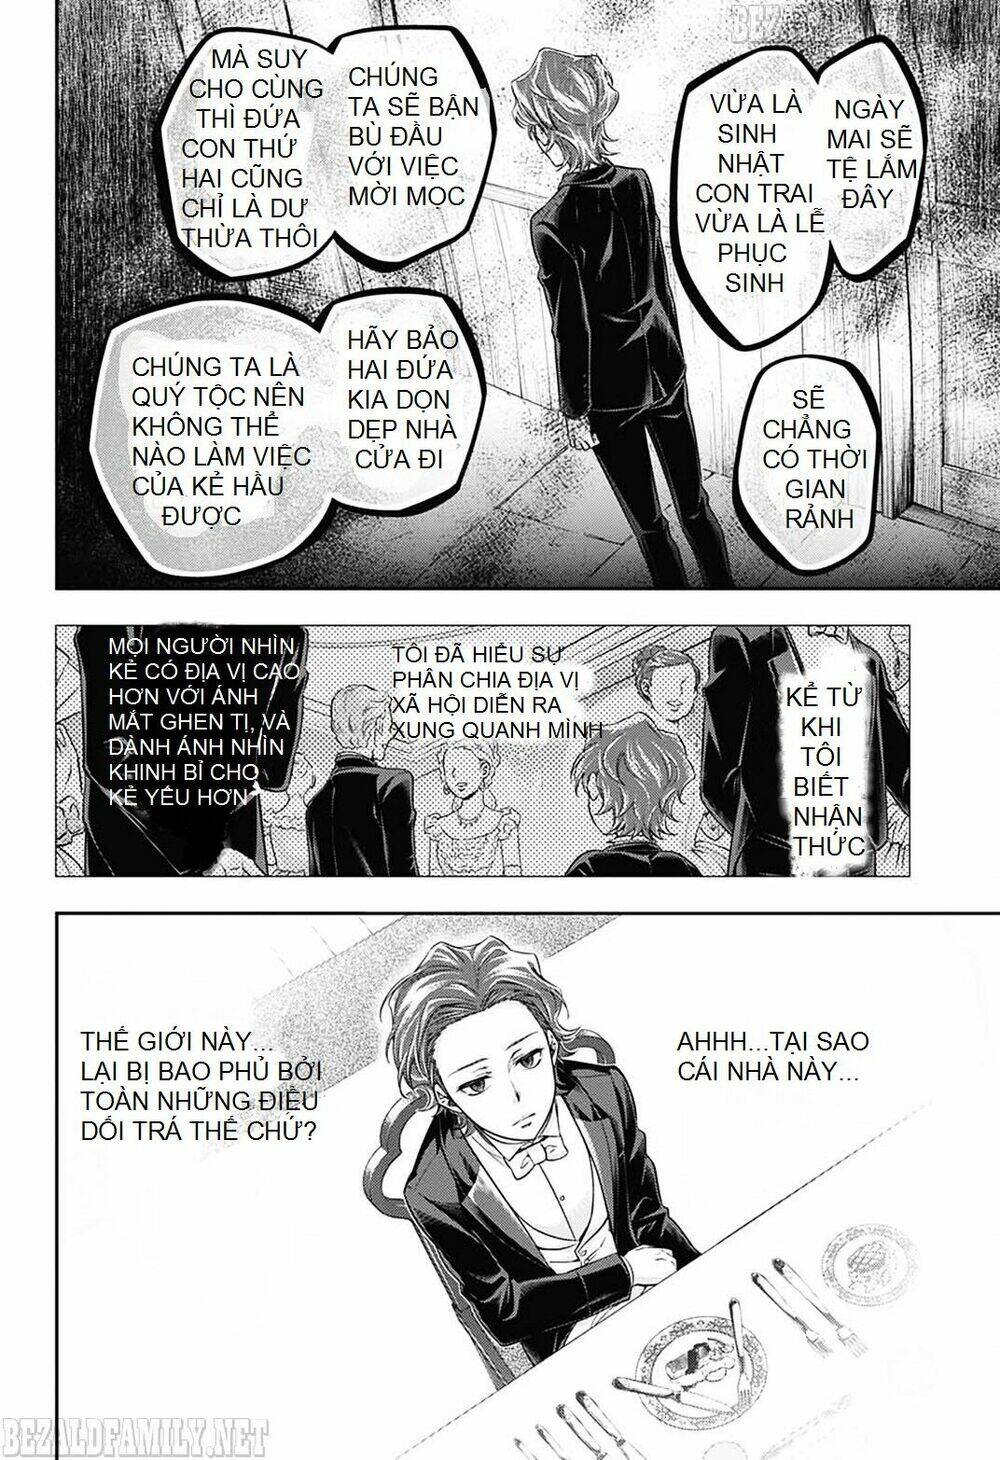 BEZALDFAMILY.NET
NGÀY
MAI SẼ
TỆ LẮM
ĐÂY
VỪA LÀ
SINH
NHẬT
CON TRAI
VỪA LÀ LỄ
PHỤC
SINH
SẼ
CHẲNG
CÓ THỜI
GIAN
RẢNH
CHÚNG
TA SẼ BẬN
BÙ ĐẦU
VỚI VIỆC
MỜI MỌC
MÀ SUY
CHO CÙNG
THÌ ĐỨA
CON THỨ
HAI CŨNG
CHỈ LÀ DƯ
THỪA THÔI
HÃY BẢO
HAI ĐỨA
KIA DỌN
DẸP NHÀ
CỬA ĐI
CHÚNG TA LÀ
QUÝ TỘC NÊN
KHÔNG THỂ
NÀO LÀM VIỆC
CỦA KẺ HẦU
ĐƯỢC
KỂ TỪ
KHI
TÔI
BIẾT
NHẬN
THỨC
TÔI ĐÃ HIỂU SỰ
PHÂN CHIA ĐỊA VỊ
XÃ HỘI DIỄN RA
XUNG QUANH MÌNH
MỌI NGƯỜI NHÌN
KẺ CÓ ĐỊA VỊ CAO
HƠN VỚI ÁNH
MẮT GHEN TỊ, VÀ
DÀNH ÁNH NHÌN
KHINH BỈ CHO
KẺ YẾU HƠN
AHHH...TẠI SAO
CÁI NHÀ NÀY...
THẾ GIỚI NÀY...
LẠI BỊ BAO PHỦ BỞI
TOÀN NHỮNG ĐIỀU
DỐI TRÁ THẾ CHỨ?
BEZALDFAMILY.NET